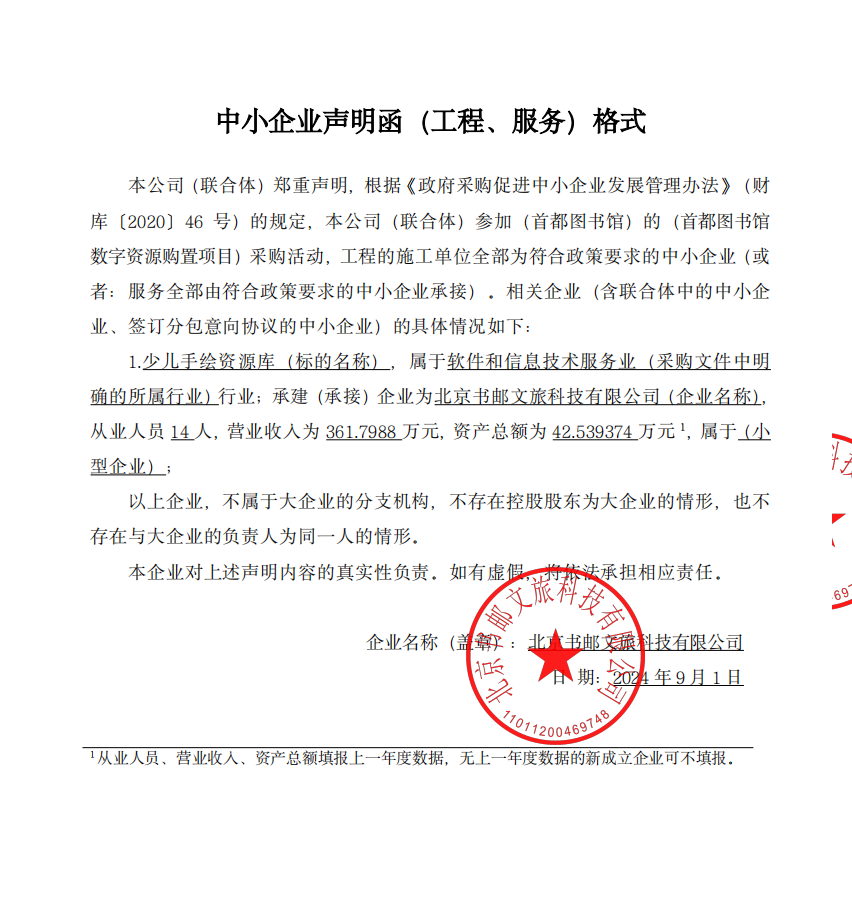 中小企业声明函（工程、服务）格式
本公司（联合体）郑重声明，根据《政府采购促进中小企业发展管理办法》（财
库〔2020〕46 号）的规定，本公司（联合体）参加（首都图书馆）的（首都图书馆
数字资源购置项目）采购活动，工程的施工单位全部为符合政策要求的中小企业（或
者：服务全部由符合政策要求的中小企业承接）。相关企业（含联合体中的中小企
业、签订分包意向协议的中小企业）的具体情况如下：
1.少儿手绘资源库（标的名称），属于软件和信息技术服务业（采购文件中明
确的所属行业）行业；承建（承接）企业为北京书邮文旅科技有限公司（企业名称），
从业人员 14 人，营业收入为 361.7988 万元，资产总额为 42.539374 万元¹，属于（小
型企业）；
以上企业，不属于大企业的分支机构，不存在控股股东为大企业的情形，也不
存在与大企业的负责人为同一人的情形。
本企业对上述声明内容的真实性负责。如有虚假，将依法承担相应责任。
企业名称（盖章）：北京书邮文旅科技有限公司
日 期：2024 年 9 月 1 日
北京书邮文旅科技有限公司
11011200469748
¹从业人员、营业收入、资产总额填报上一年度数据，无上一年度数据的新成立企业可不填报。
科技